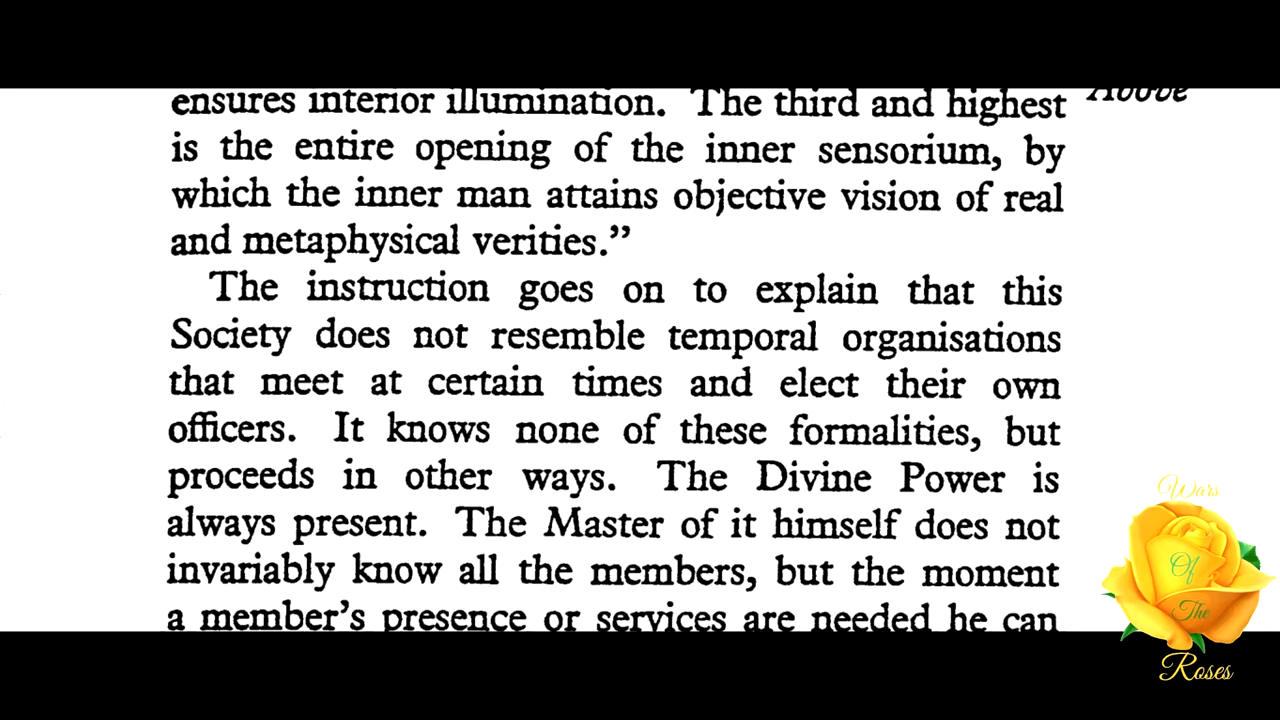 ensures interior illumination. The third and highest
Above
is the entire opening of the inner sensorium, by
which the inner man attains objective vision of real
and metaphysical verities.”
The instruction goes on to explain that this
Society does not resemble temporal organisations
that meet at certain times and elect their own
officers. It knows none of these formalities, but
proceeds in other ways. The Divine Power is
always present. The Master of it himself does not
invariably know all the members, but the moment
a member’s presence or services are needed he can
Wars
Of
The
Roses